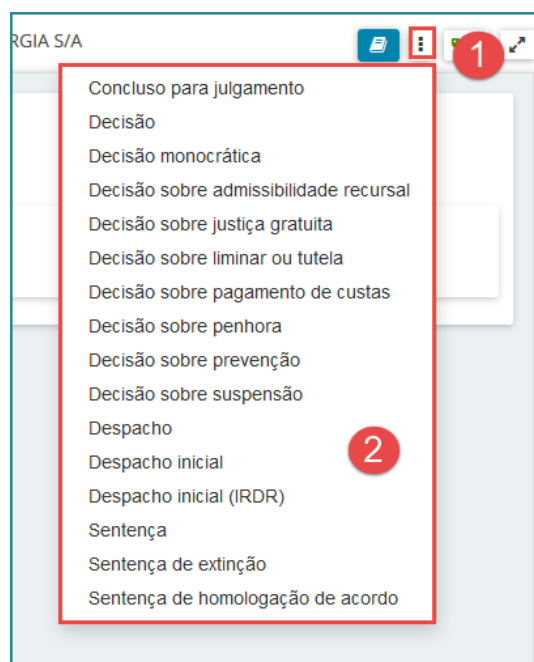 RGIA S/A
1
Concluso para julgamento
Decisão
Decisão monocrática
Decisão sobre admissibilidade recursal
Decisão sobre justiça gratuita
Decisão sobre liminar ou tutela
Decisão sobre pagamento de custas
Decisão sobre penhora
Decisão sobre prevenção
Decisão sobre suspensão
Despacho
Despacho inicial
2
Despacho inicial (IRDR)
Sentença
Sentença de extinção
Sentença de homologação de acordo